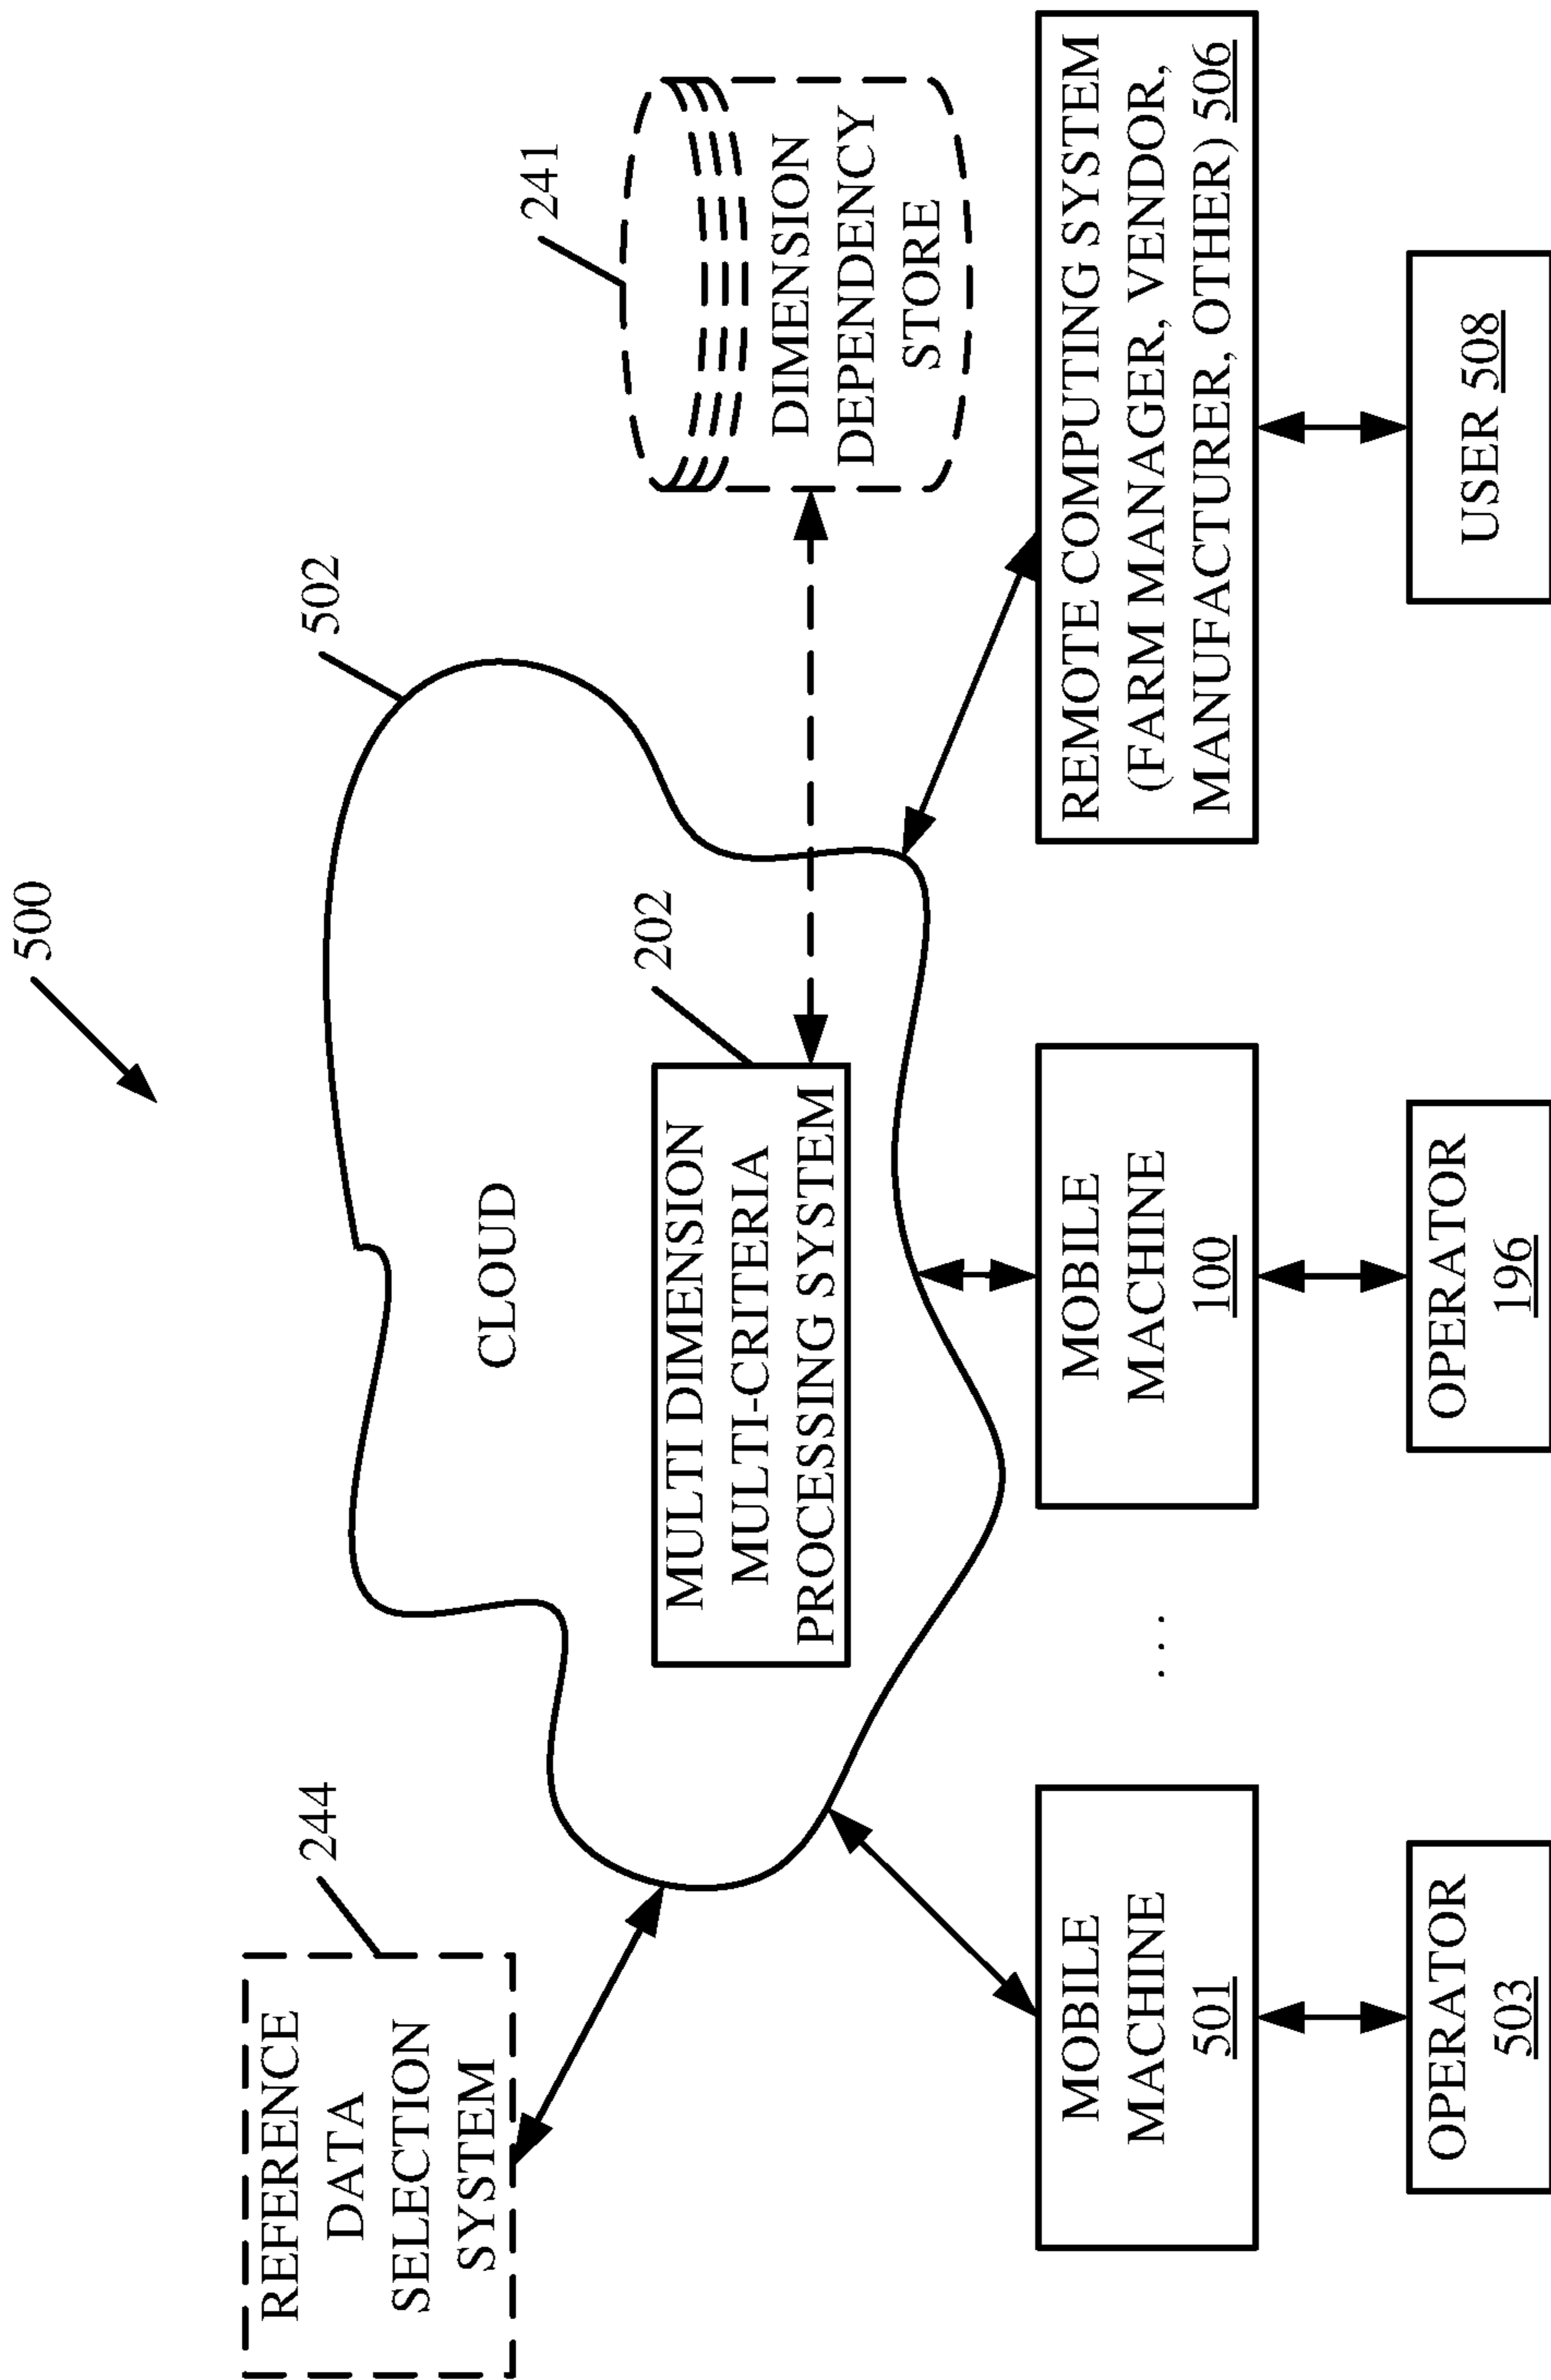 500
REFERENCE
DATA
SELECTION
SYSTEM
244
CLOUD
502
241
DIMENSION
DEPENDENCY
STORE
202
MULTI DIMENSION
MULTI-CRITERIA
PROCESSING SYSTEM
MOBILE
MACHINE
501
...
MOBILE
MACHINE
100
REMOTE COMPUTING SYSTEM
(FARM MANAGER, VENDOR,
MANUFACTURER, OTHER) 506
OPERATOR
503
OPERATOR
196
USER 508